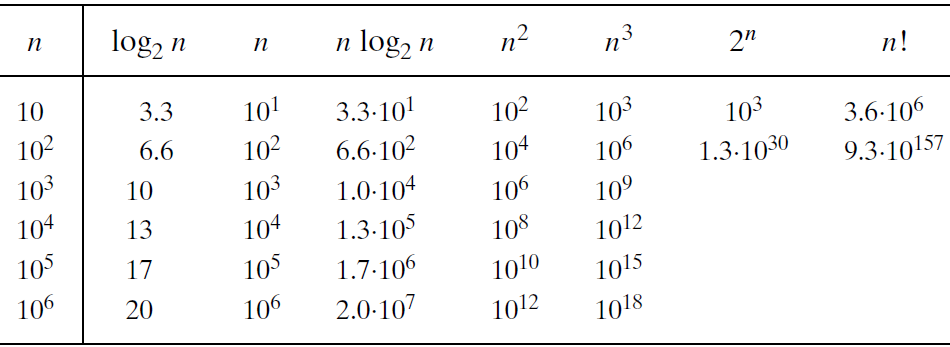 n log₂ n n n log₂ n n² n³ 2ⁿ n!
10 3.3 10¹ 3.3·10¹ 10² 10³ 10³ 3.6·10⁶
10² 6.6 10² 6.6·10² 10⁴ 10⁶ 1.3·10³⁰ 9.3·10¹⁵⁷
10³ 10 10³ 1.0·10⁴ 10⁶ 10⁹
10⁴ 13 10⁴ 1.3·10⁵ 10⁸ 10¹²
10⁵ 17 10⁵ 1.7·10⁶ 10¹⁰ 10¹⁵
10⁶ 20 10⁶ 2.0·10⁷ 10¹² 10¹⁸